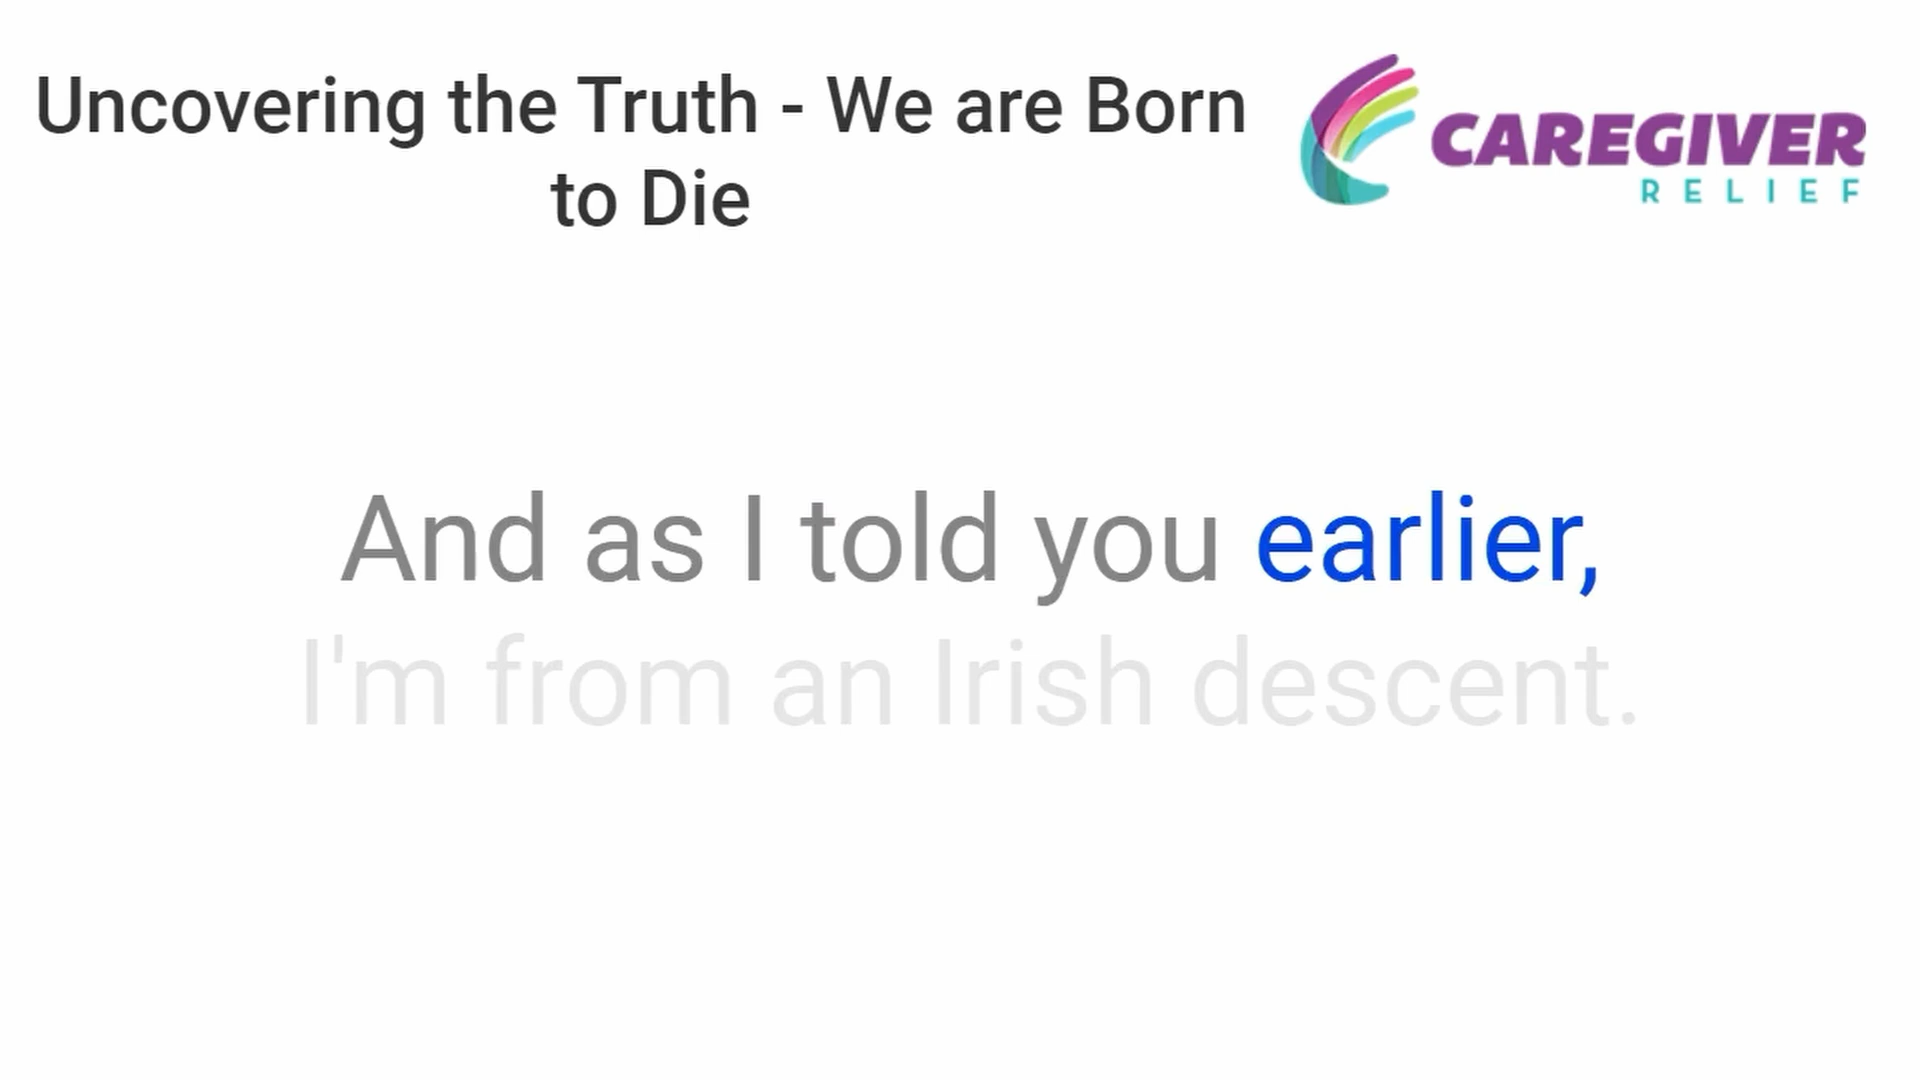 Uncovering the Truth - We are Born
to Die
CAREGIVER
RELIEF
And as I told you earlier,
I'm from an Irish descent.